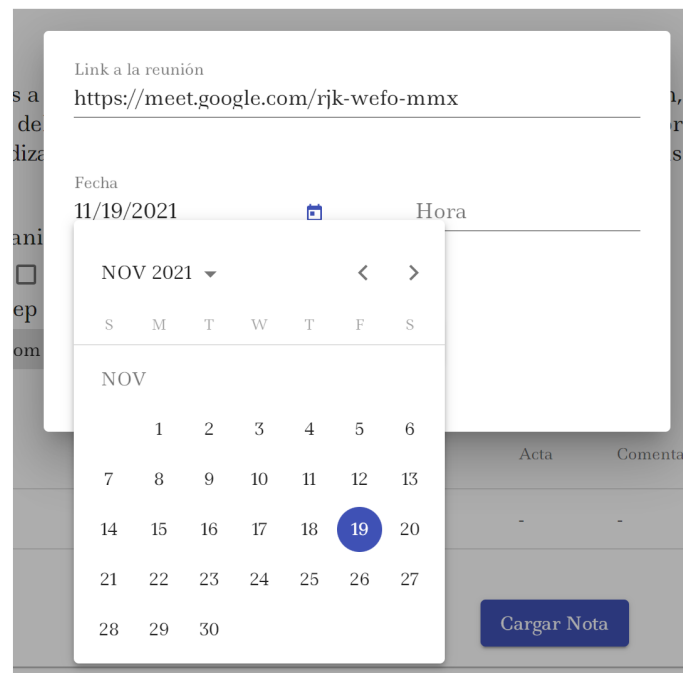 Link a la reunión
https://meet.google.com/rjk-wefo-mmx
Fecha
11/19/2021
Hora
NOV 2021
S M T W T F S
NOV
1 2 3 4 5 6
7 8 9 10 11 12 13
14 15 16 17 18 19 20
21 22 23 24 25 26 27
28 29 30
Acta
-
-
Cargar Nota